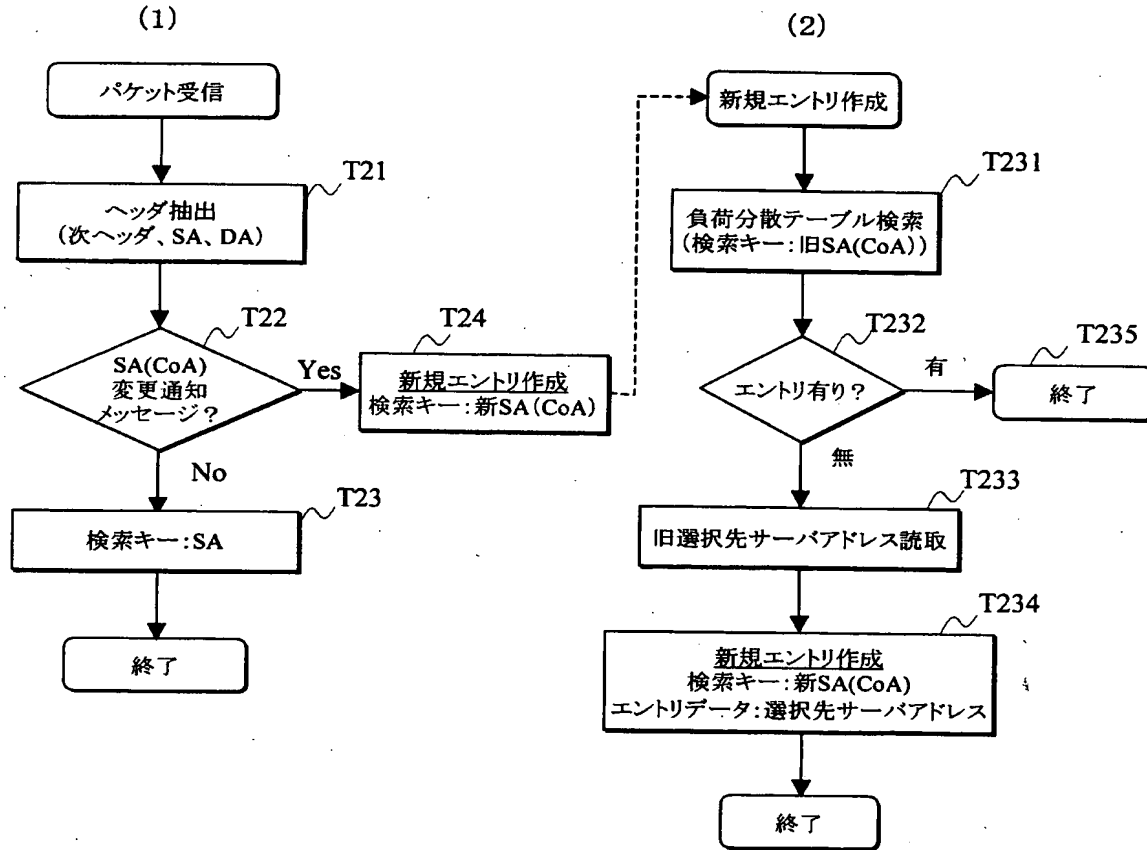 (1)
パケット受信
T21
ヘッダ抽出
(次ヘッダ、SA、DA)
T22
SA(CoA)
変更通知
メッセージ?
Yes
No
T24
新規エントリ作成
検索キー:新SA(CoA)
T23
検索キー:SA
終了
(2)
新規エントリ作成
T231
負荷分散テーブル検索
(検索キー:旧SA(CoA))
T232
エントリ有り?
有
無
T235
終了
T233
旧選択先サーバアドレス読取
T234
新規エントリ作成
検索キー:新SA(CoA)
エントリデータ:選択先サーバアドレス
終了